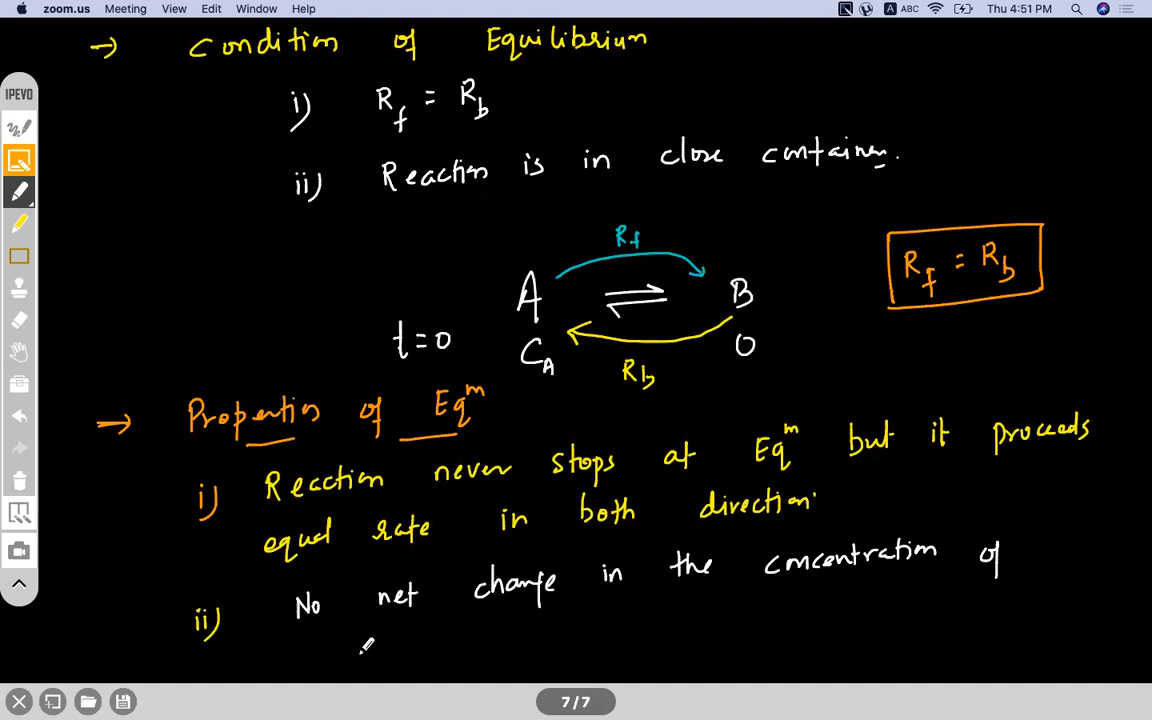 zoom.us Meeting View Edit Window Help A ABC Thu 4:51 PM
IPEVO
→ Condition of Equilibrium
i) Rf = Rb
ii) Reaction is in close container.
Rf
Rf = Rb
A ⇌ B
t=0 CA 0
Rb
→ Properties of Eqm
i) Reaction never stops at Eqm but it proceeds
equal rate in both direction.
ii) No net change in the concentration of
7/7